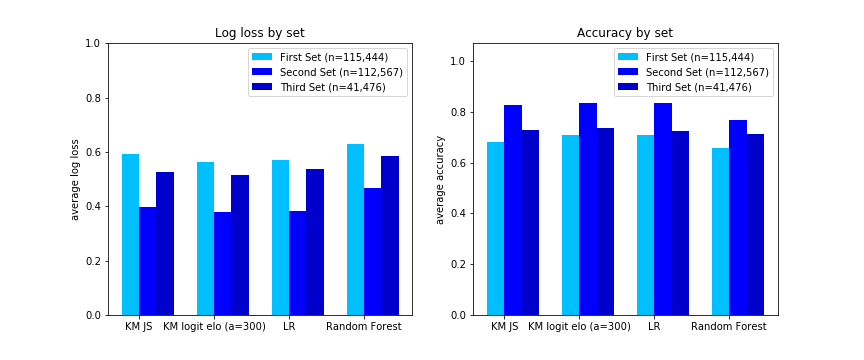 Log loss by set
average log loss
1.0
0.8
0.6
0.4
0.2
0.0
First Set (n=115,444)
Second Set (n=112,567)
Third Set (n=41,476)
KM JS
KM logit elo (a=300)
LR
Random Forest
Accuracy by set
average accuracy
1.0
0.8
0.6
0.4
0.2
0.0
First Set (n=115,444)
Second Set (n=112,567)
Third Set (n=41,476)
KM JS
KM logit elo (a=300)
LR
Random Forest